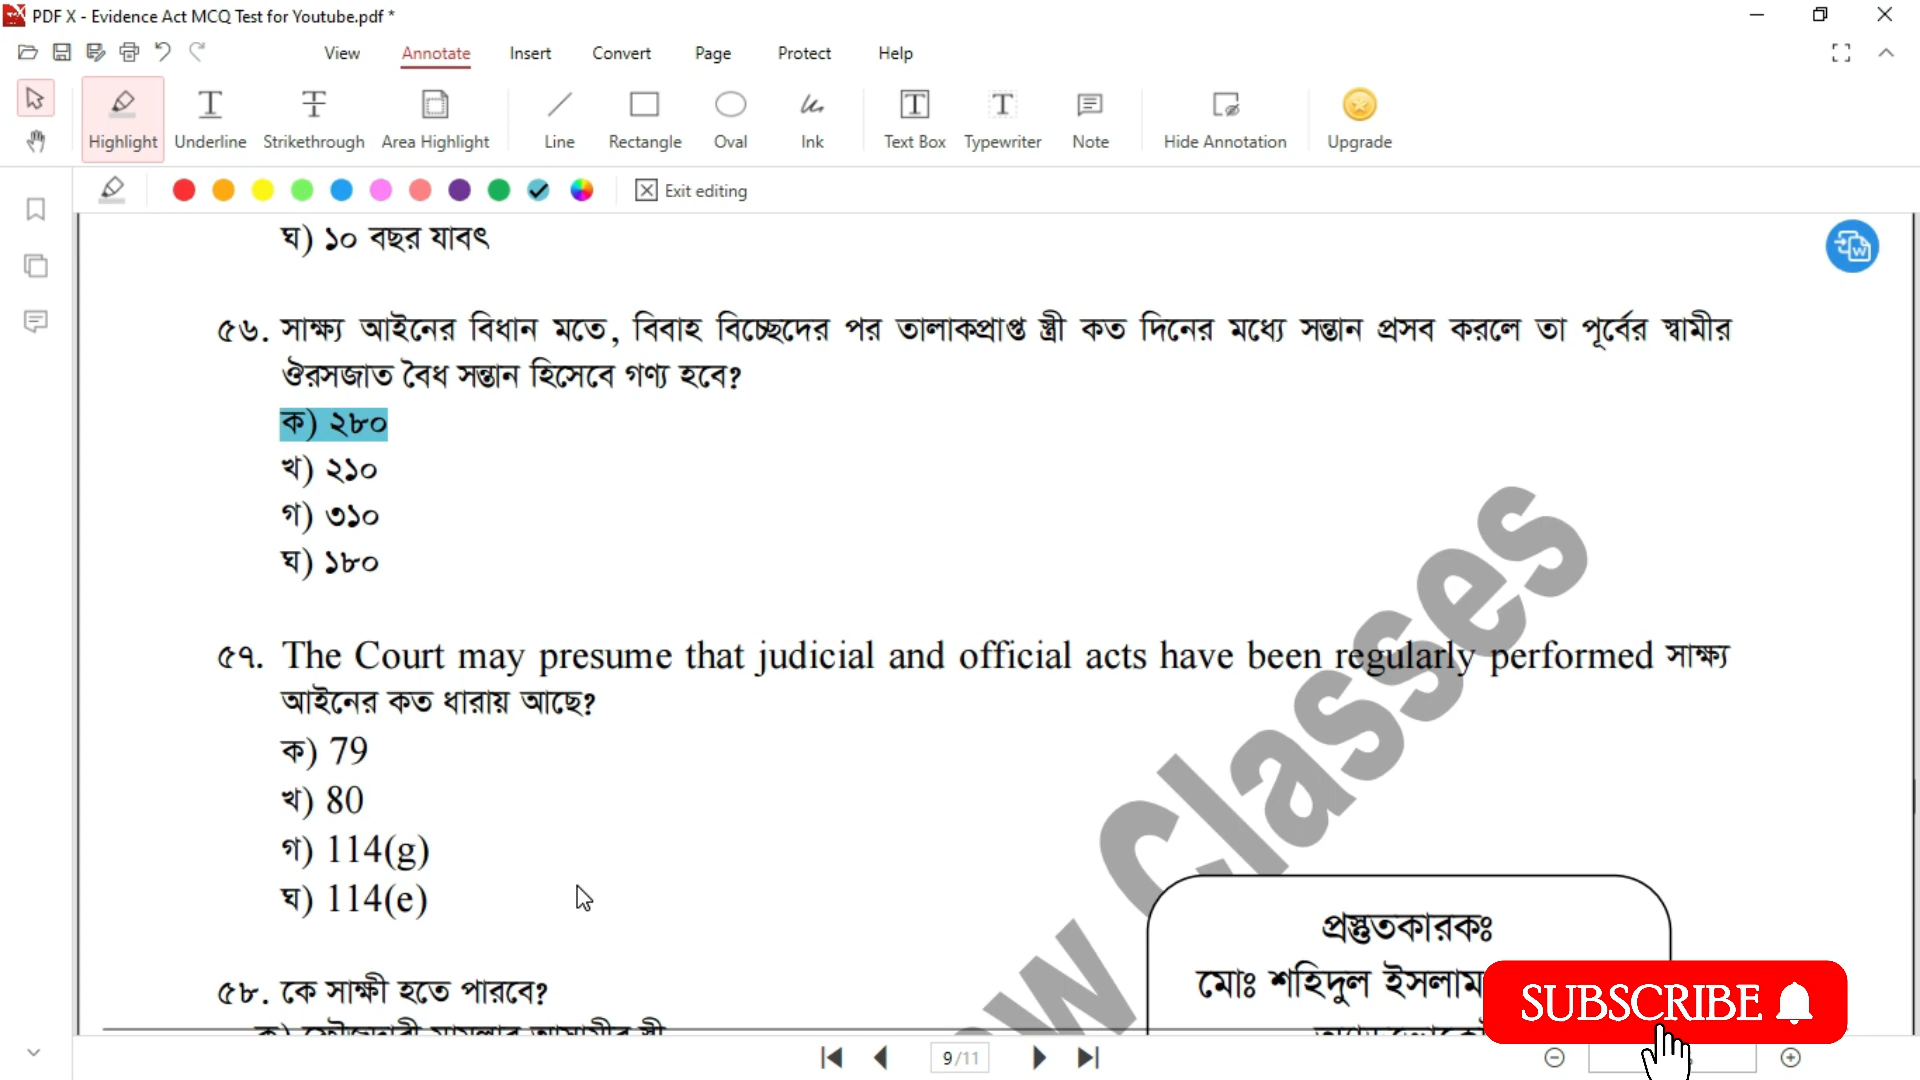 PDF X - Evidence Act MCQ Test for Youtube.pdf *
View Annotate Insert Convert Page Protect Help
Highlight Underline Strikethrough Area Highlight Line Rectangle Oval Ink Text Box Typewriter Note Hide Annotation Upgrade
Exit editing
ঘ) ১০ বছর যাবৎ
৫৬. সাক্ষ্য আইনের বিধান মতে, বিবাহ বিচ্ছেদের পর তালাকপ্রাপ্ত স্ত্রী কত দিনের মধ্যে সন্তান প্রসব করলে তা পূর্বের স্বামীর
ঔরসজাত বৈধ সন্তান হিসেবে গণ্য হবে?
ক) ২৮০
খ) ২১০
গ) ৩১০
ঘ) ১৮০
৫৭. The Court may presume that judicial and official acts have been regularly performed সাক্ষ্য
আইনের কত ধারায় আছে?
ক) 79
খ) 80
গ) 114(g)
ঘ) 114(e)
৫৮. কে সাক্ষী হতে পারবে?
ক) ফৌজদারী মামলার আসামীর স্ত্রী
w Classes
প্রস্তুতকারকঃ
মোঃ শহিদুল ইসলাম
SUBSCRIBE
9/11